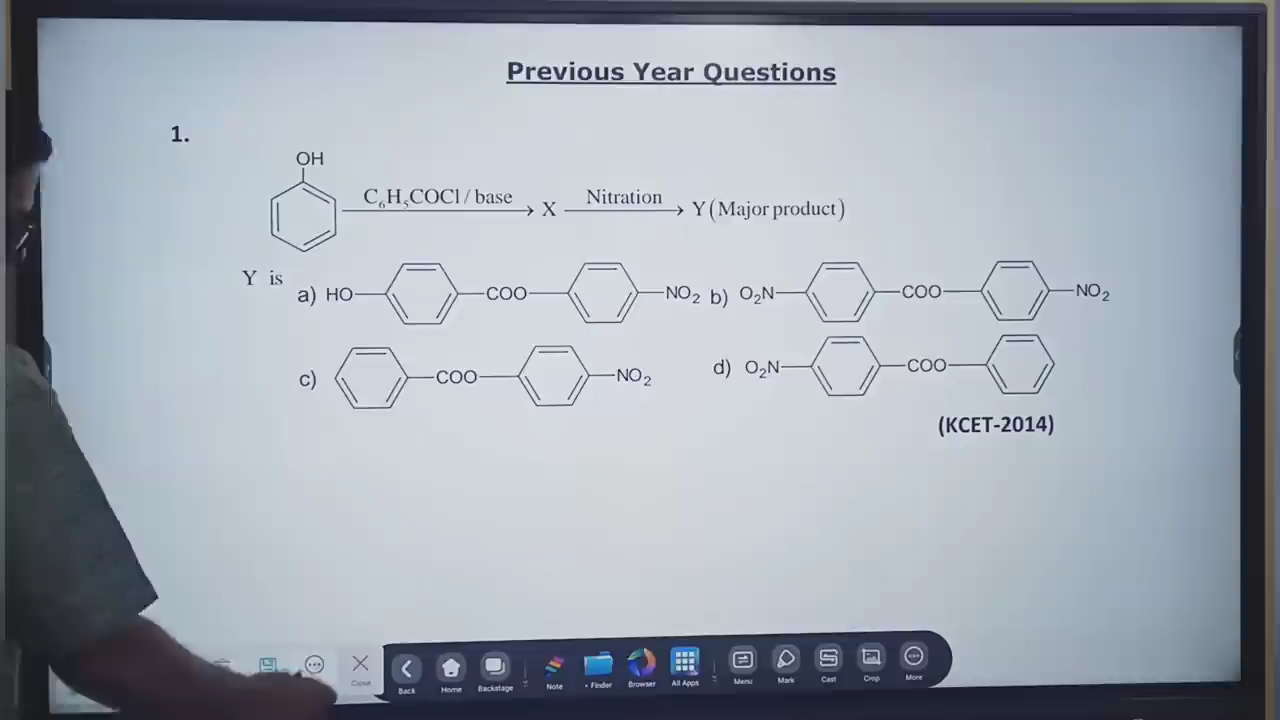 Previous Year Questions
1.
OH
C₆H₅COCl / base
X
Nitration
Y (Major product)
Y is
a) HO COO NO₂ b) O₂N COO NO₂
c) COO NO₂ d) O₂N COO
(KCET-2014)
Close Back Home Backstage Note Finder Browser All Apps Menu Mark Cast Crop More